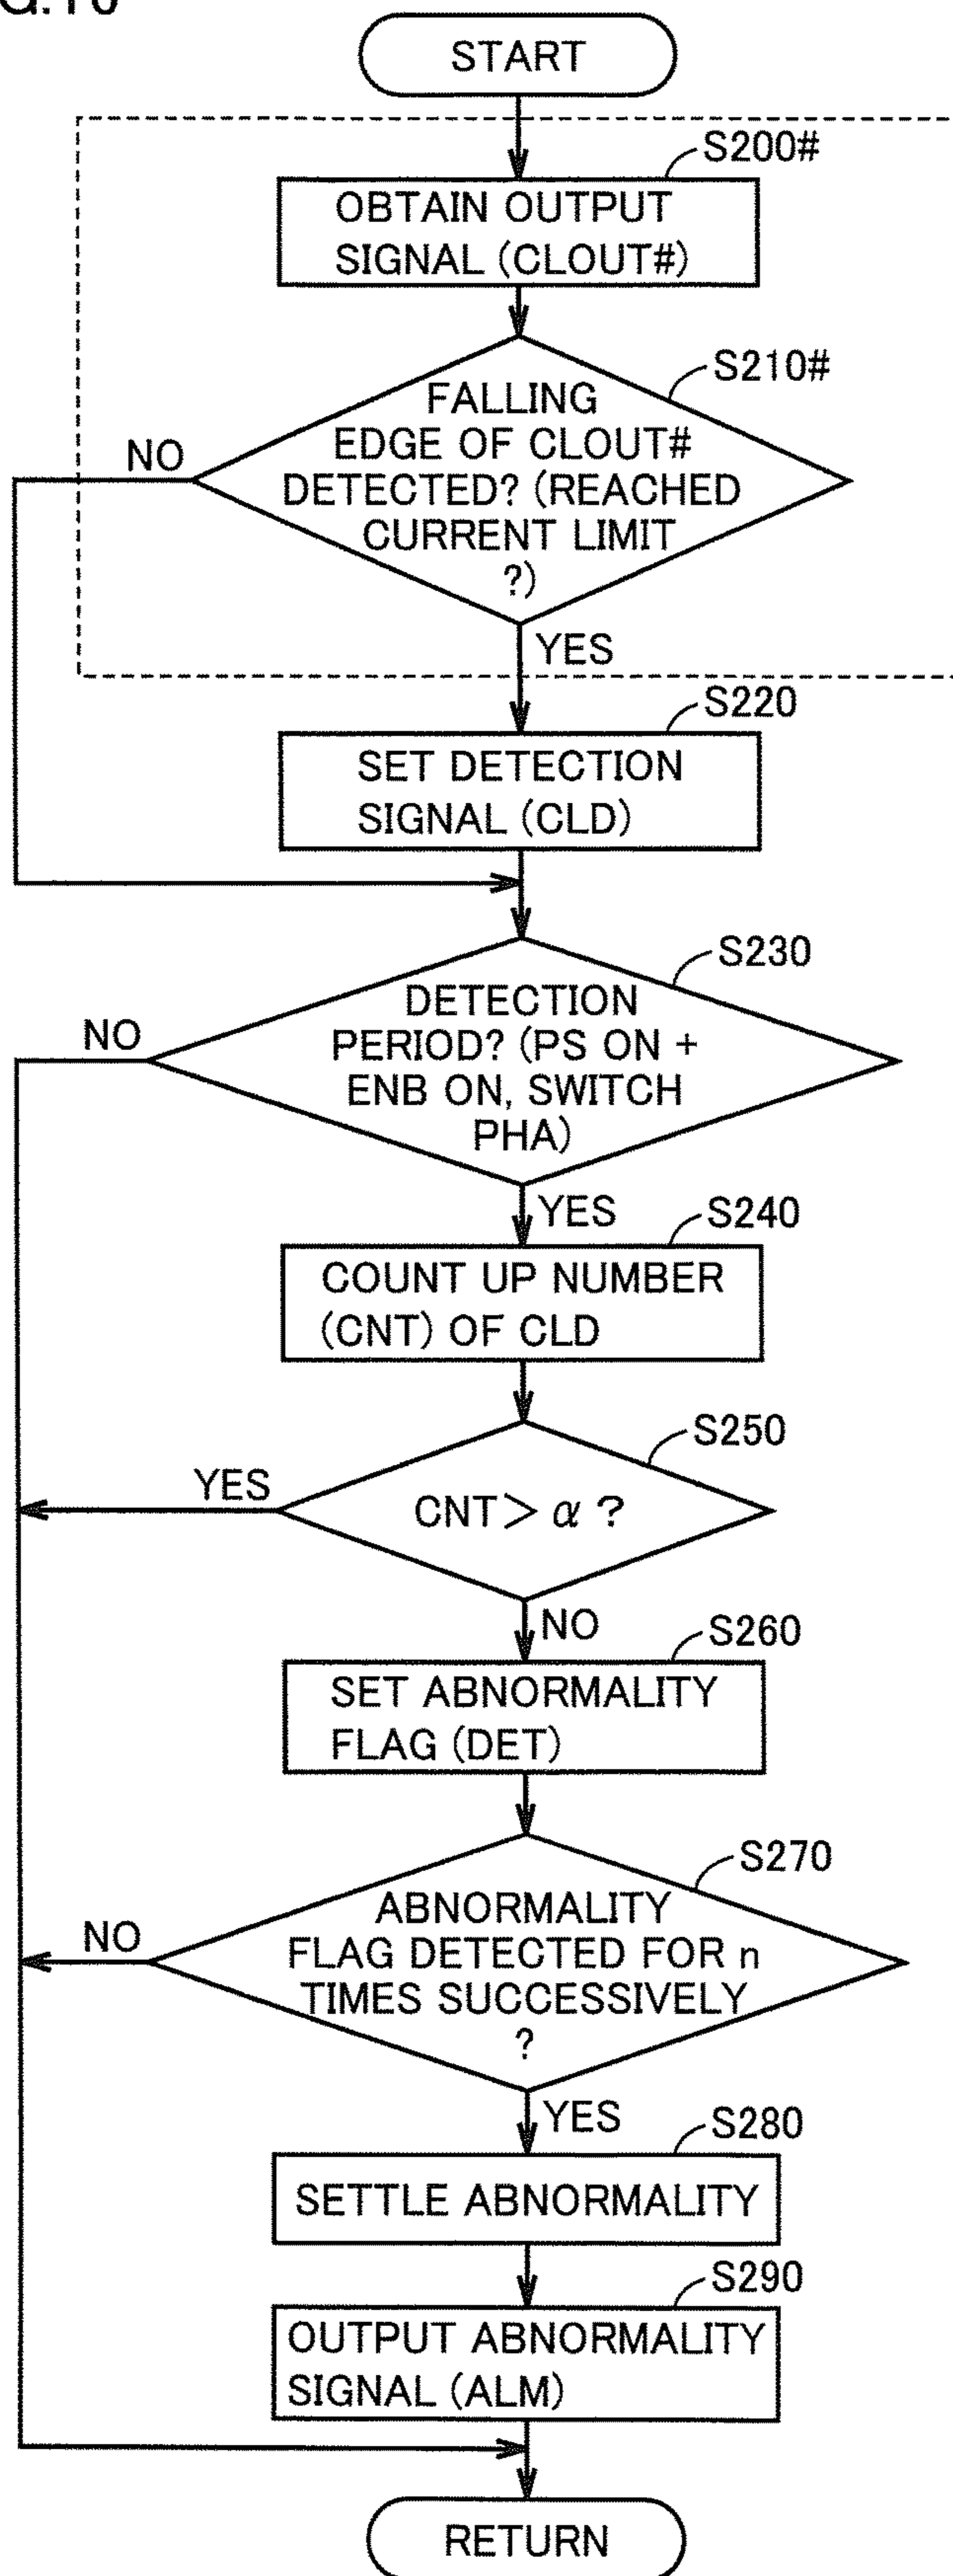 START
S200#
OBTAIN OUTPUT
SIGNAL (CLOUT#)
S210#
FALLING
EDGE OF CLOUT#
DETECTED? (REACHED
CURRENT LIMIT
?)
NO
YES
S220
SET DETECTION
SIGNAL (CLD)
S230
DETECTION
PERIOD? (PS ON +
ENB ON, SWITCH
PHA)
NO
YES
S240
COUNT UP NUMBER
(CNT) OF CLD
S250
CNT > α ?
YES
NO
S260
SET ABNORMALITY
FLAG (DET)
S270
ABNORMALITY
FLAG DETECTED FOR n
TIMES SUCCESSIVELY
?
NO
YES
S280
SETTLE ABNORMALITY
S290
OUTPUT ABNORMALITY
SIGNAL (ALM)
RETURN